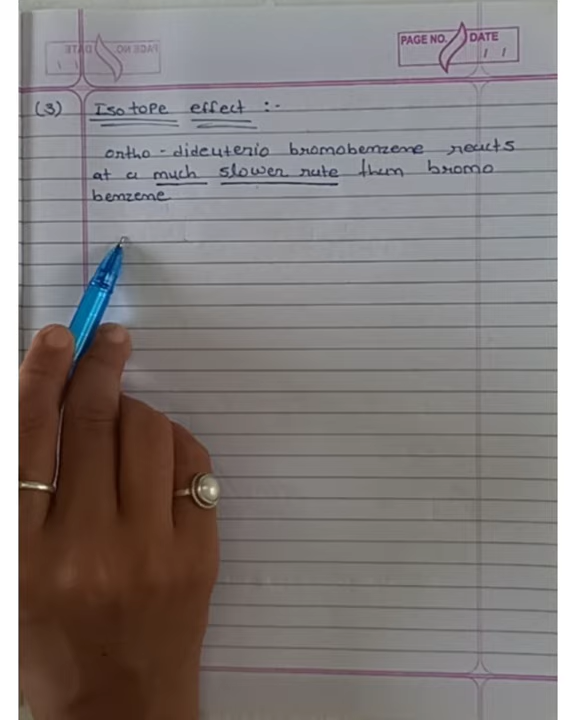 PAGE NO. DATE
/ /
(3) Isotope effect :-
ortho - dideuterio bromobenzene reacts
at a much slower rate than bromo
benzene